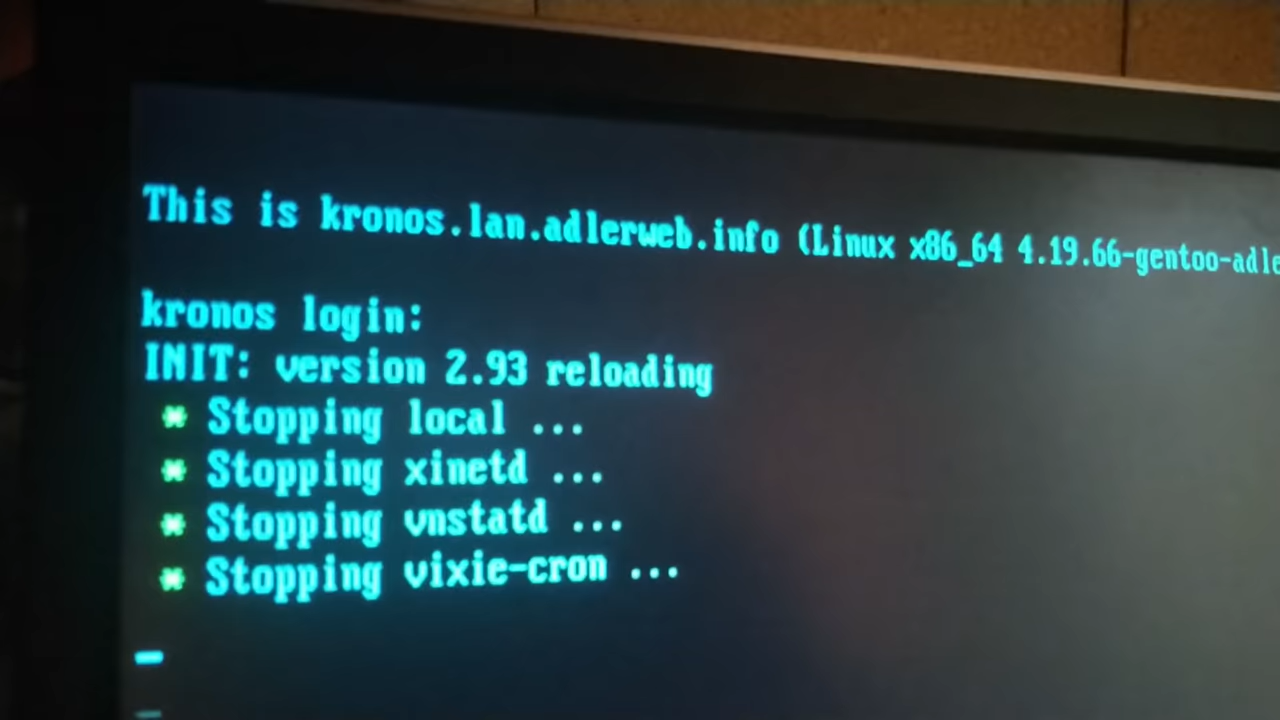 This is kronos.lan.adlerweb.info (Linux x86_64 4.19.66-gentoo-adle
kronos login:
INIT: version 2.93 reloading
* Stopping local ...
* Stopping xinetd ...
* Stopping vnstatd ...
* Stopping vixie-cron ...